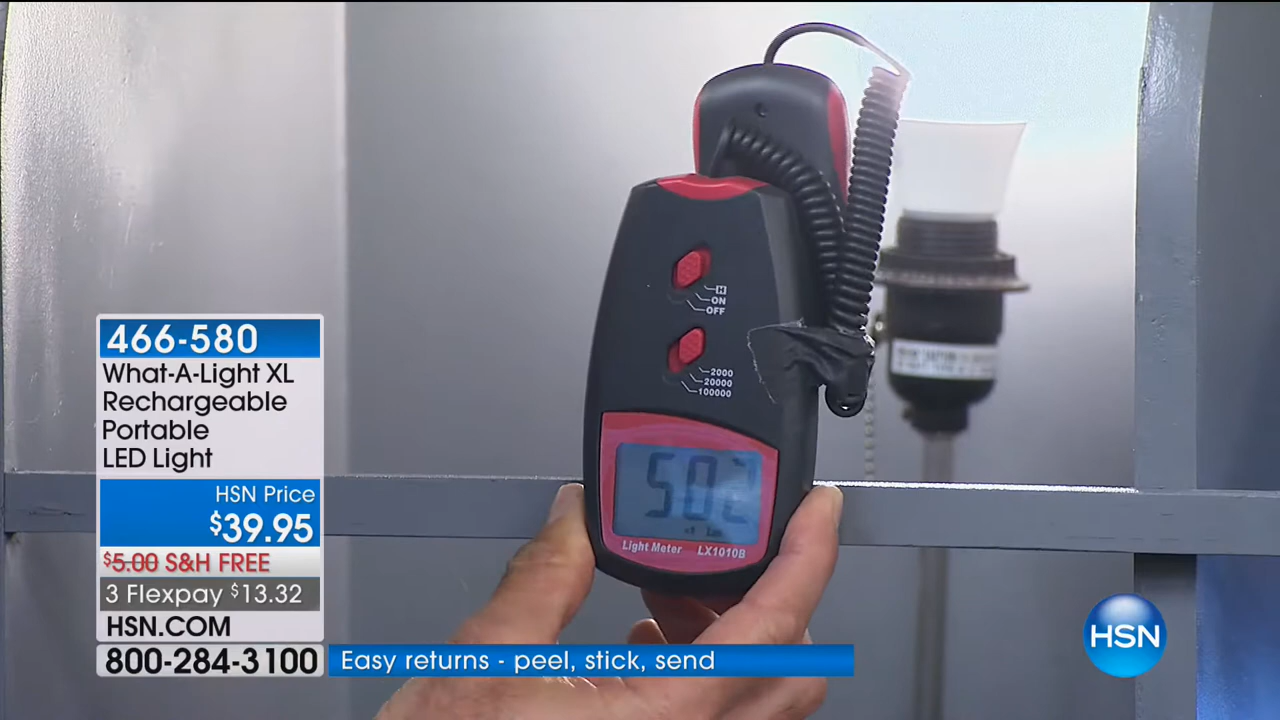 H
ON
OFF
2000
20000
100000
502
Light Meter LX1010B
466-580
What-A-Light XL
Rechargeable
Portable
LED Light
HSN Price
$39.95
$5.00 S&H FREE
3 Flexpay $13.32
HSN.COM
800-284-3100
Easy returns - peel, stick, send
HSN